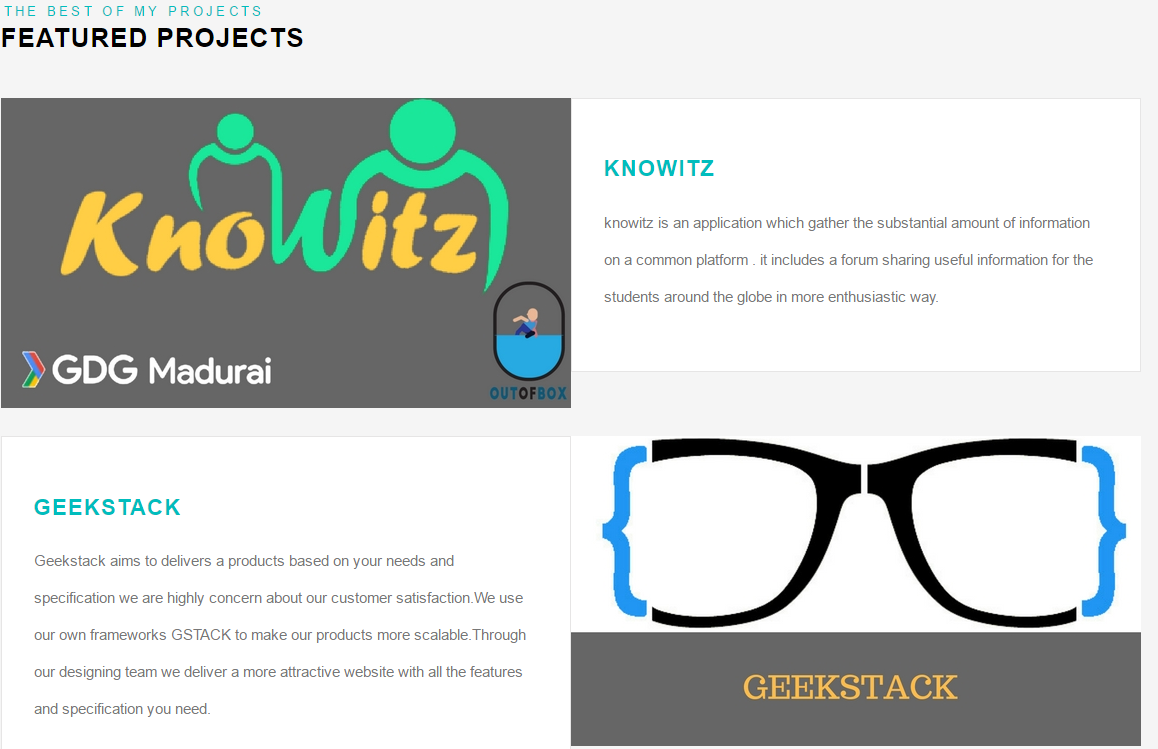 THE BEST OF MY PROJECTS
FEATURED PROJECTS
KnoWitz
GDG Madurai
OUTOFBOX
KNOWITZ
knowitz is an application which gather the substantial amount of information
on a common platform . it includes a forum sharing useful information for the
students around the globe in more enthusiastic way.
GEEKSTACK
Geekstack aims to delivers a products based on your needs and
specification we are highly concern about our customer satisfaction.We use
our own frameworks GSTACK to make our products more scalable.Through
our designing team we deliver a more attractive website with all the features
and specification you need.
GEEKSTACK